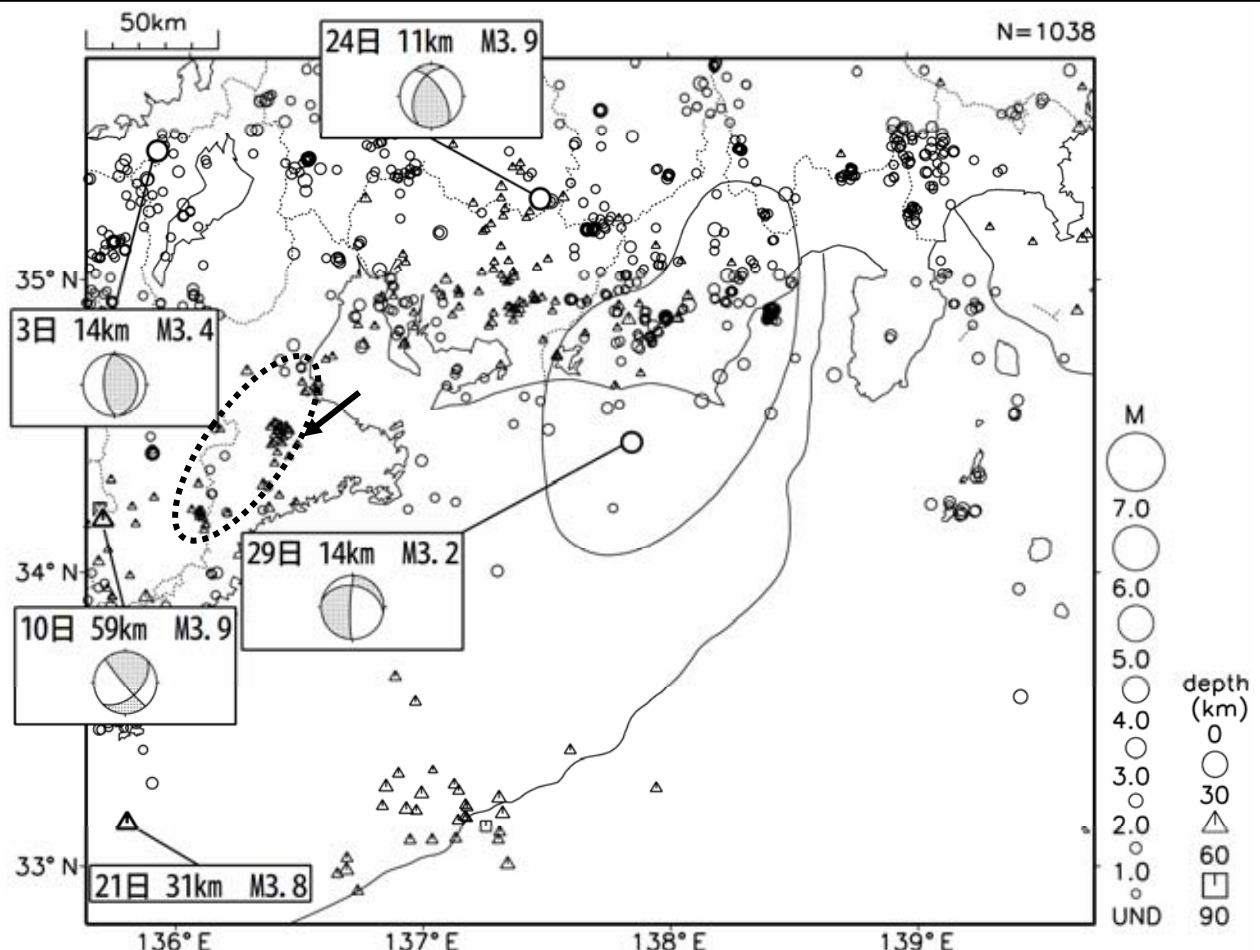 50km
N=1038
24日 11km M3.9
35°N
3日 14km M3.4
34°N
29日 14km M3.2
10日 59km M3.9
21日 31km M3.8
33°N
136°E
137°E
138°E
139°E
M
7.0
6.0
5.0
4.0
3.0
2.0
1.0
UND
depth
(km)
0
30
60
90